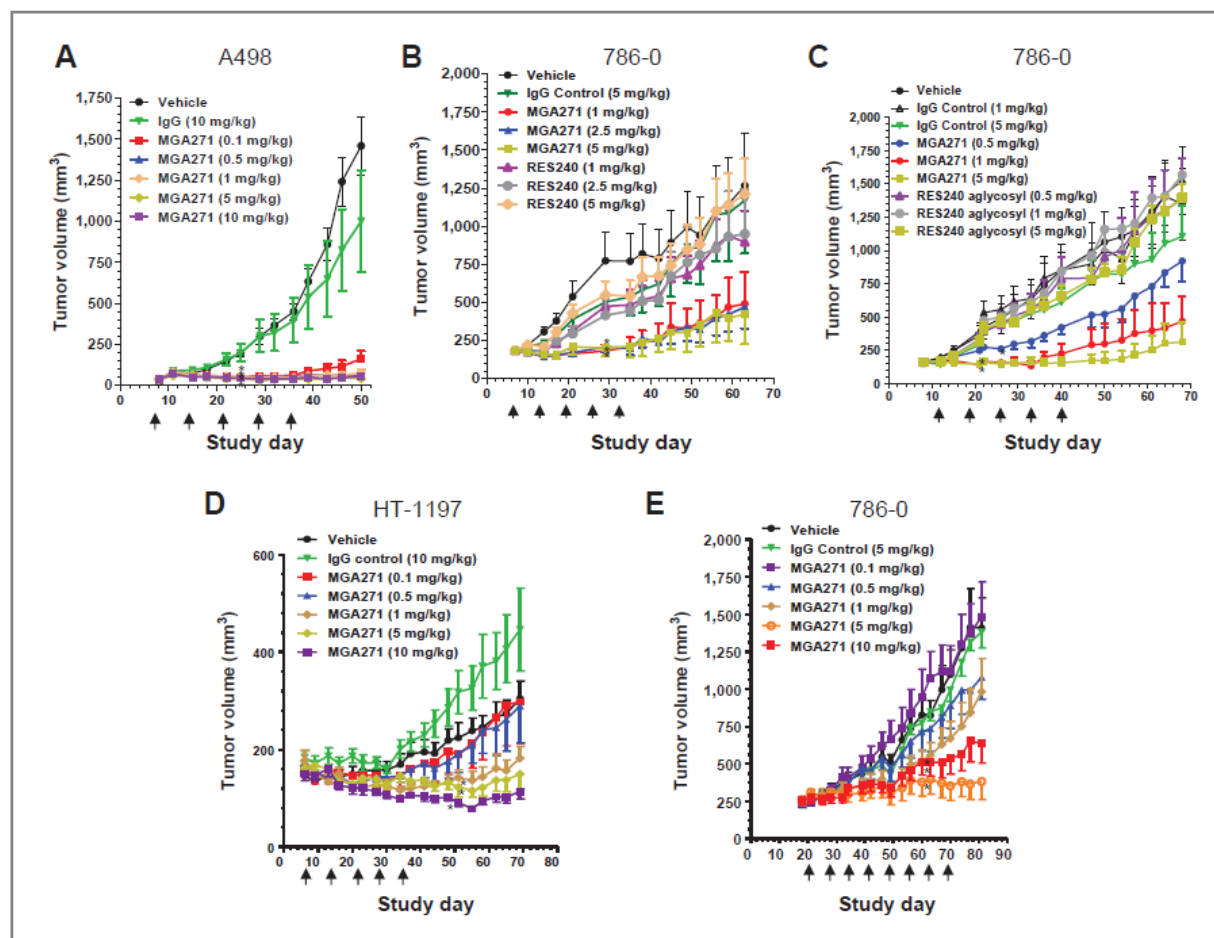 A
A498
Tumor volume (mm³)
1,750
1,500
1,250
1,000
750
500
250
0
Vehicle
IgG (10 mg/kg)
MGA271 (0.1 mg/kg)
MGA271 (0.5 mg/kg)
MGA271 (1 mg/kg)
MGA271 (5 mg/kg)
MGA271 (10 mg/kg)
*
*
0 10 20 30 40 50
Study day
B
786-0
Tumor volume (mm³)
2,000
1,750
1,500
1,250
1,000
750
500
250
0
Vehicle
IgG Control (5 mg/kg)
MGA271 (1 mg/kg)
MGA271 (2.5 mg/kg)
MGA271 (5 mg/kg)
RES240 (1 mg/kg)
RES240 (2.5 mg/kg)
RES240 (5 mg/kg)
*
*
0 10 20 30 40 50 60 70
Study day
C
786-0
Tumor volume (mm³)
2,000
1,750
1,500
1,250
1,000
750
500
250
0
Vehicle
IgG Control (1 mg/kg)
IgG Control (5 mg/kg)
MGA271 (0.5 mg/kg)
MGA271 (1 mg/kg)
MGA271 (5 mg/kg)
RES240 aglycosyl (0.5 mg/kg)
RES240 aglycosyl (1 mg/kg)
RES240 aglycosyl (5 mg/kg)
*
*
0 10 20 30 40 50 60 70
Study day
D
HT-1197
Tumor volume (mm³)
600
400
200
0
Vehicle
IgG control (10 mg/kg)
MGA271 (0.1 mg/kg)
MGA271 (0.5 mg/kg)
MGA271 (1 mg/kg)
MGA271 (5 mg/kg)
MGA271 (10 mg/kg)
*
*
0 10 20 30 40 50 60 70 80
Study day
E
786-0
Tumor volume (mm³)
2,000
1,750
1,500
1,250
1,000
750
500
250
0
Vehicle
IgG Control (5 mg/kg)
MGA271 (0.1 mg/kg)
MGA271 (0.5 mg/kg)
MGA271 (1 mg/kg)
MGA271 (5 mg/kg)
MGA271 (10 mg/kg)
*
*
0 10 20 30 40 50 60 70 80 90
Study day